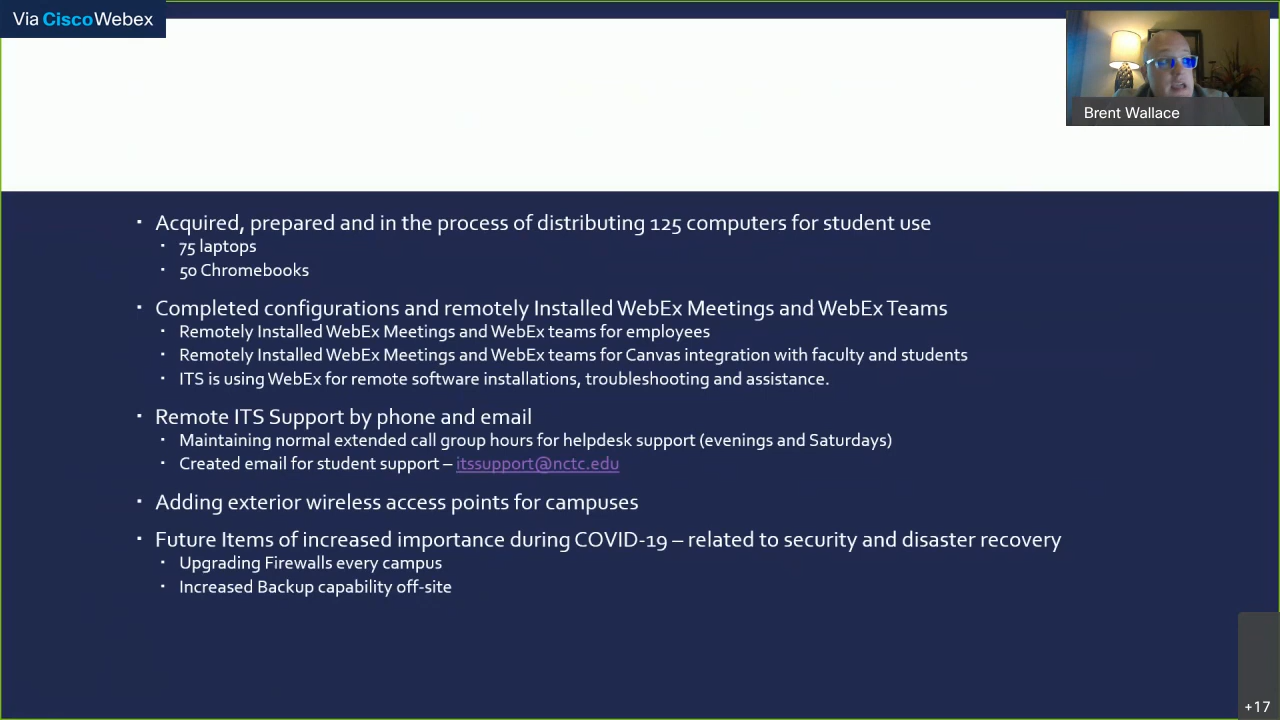 Via CiscoWebex
Brent Wallace
Acquired, prepared and in the process of distributing 125 computers for student use
75 laptops
50 Chromebooks
Completed configurations and remotely Installed WebEx Meetings and WebEx Teams
Remotely Installed WebEx Meetings and WebEx teams for employees
Remotely Installed WebEx Meetings and WebEx teams for Canvas integration with faculty and students
ITS is using WebEx for remote software installations, troubleshooting and assistance.
Remote ITS Support by phone and email
Maintaining normal extended call group hours for helpdesk support (evenings and Saturdays)
Created email for student support – itssupport@nctc.edu
Adding exterior wireless access points for campuses
Future Items of increased importance during COVID-19 – related to security and disaster recovery
Upgrading Firewalls every campus
Increased Backup capability off-site
+17